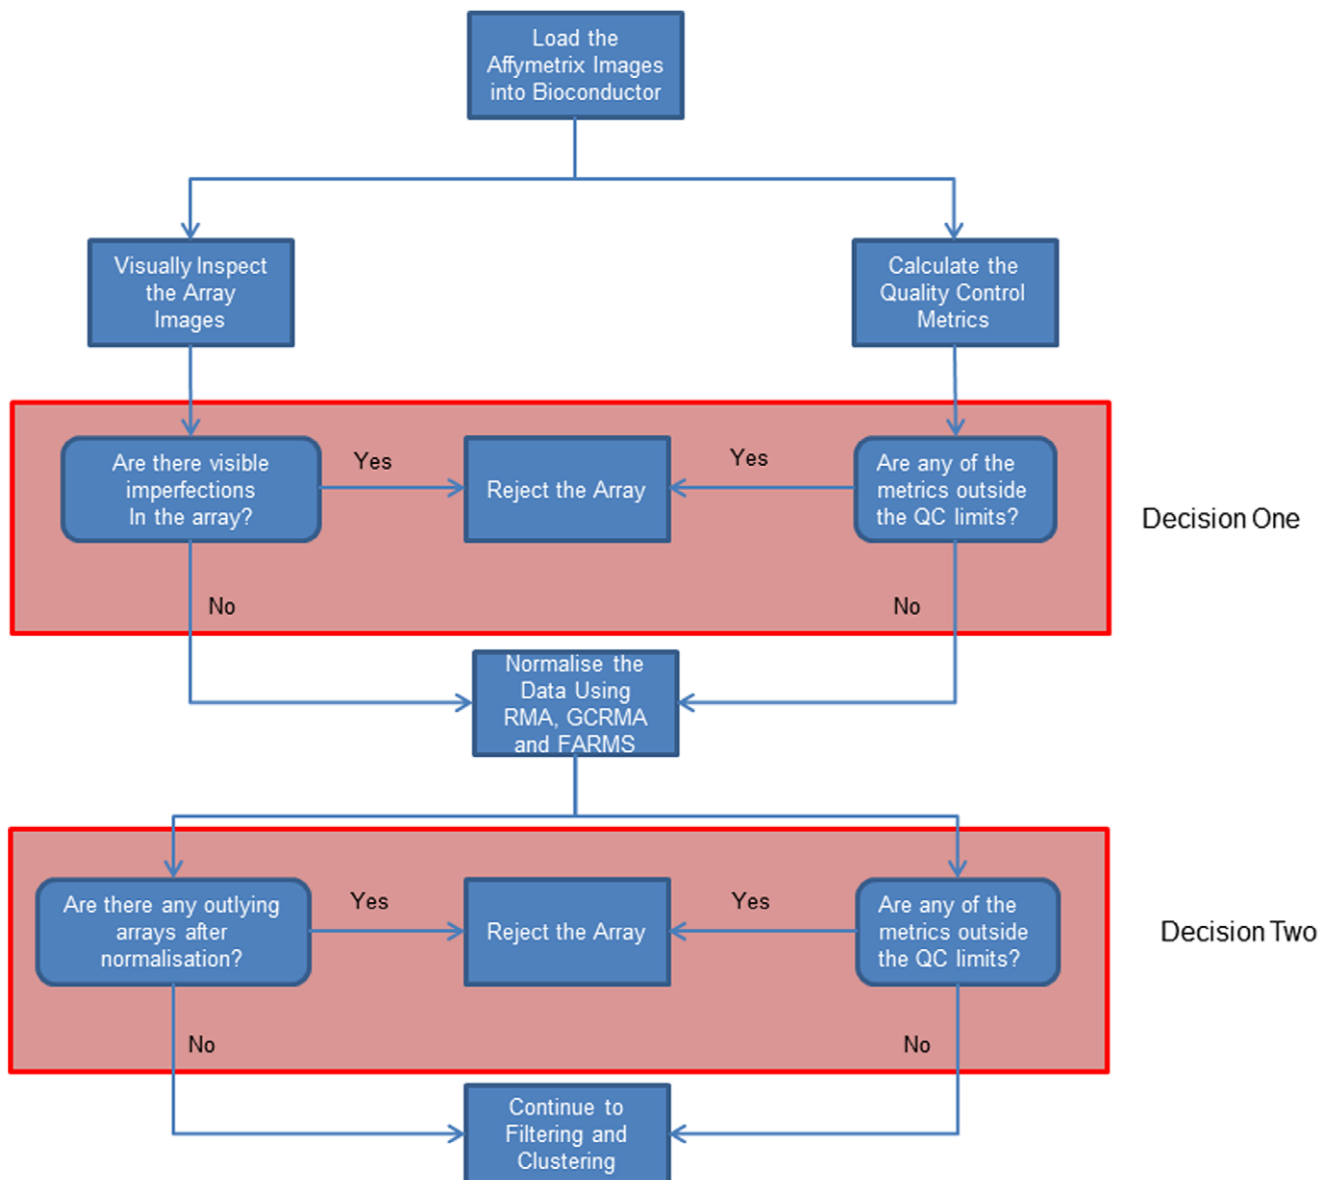 Load the
Affymetrix Images
into Bioconductor
Visually Inspect
the Array
Images
Calculate the
Quality Control
Metrics
Are there visible
imperfections
In the array?
Yes
Reject the Array
Yes
Are any of the
metrics outside
the QC limits?
Decision One
No
No
Normalise the
Data Using
RMA, GCRMA
and FARMS
Are there any outlying
arrays after
normalisation?
Yes
Reject the Array
Yes
Are any of the
metrics outside
the QC limits?
Decision Two
No
No
Continue to
Filtering and
Clustering